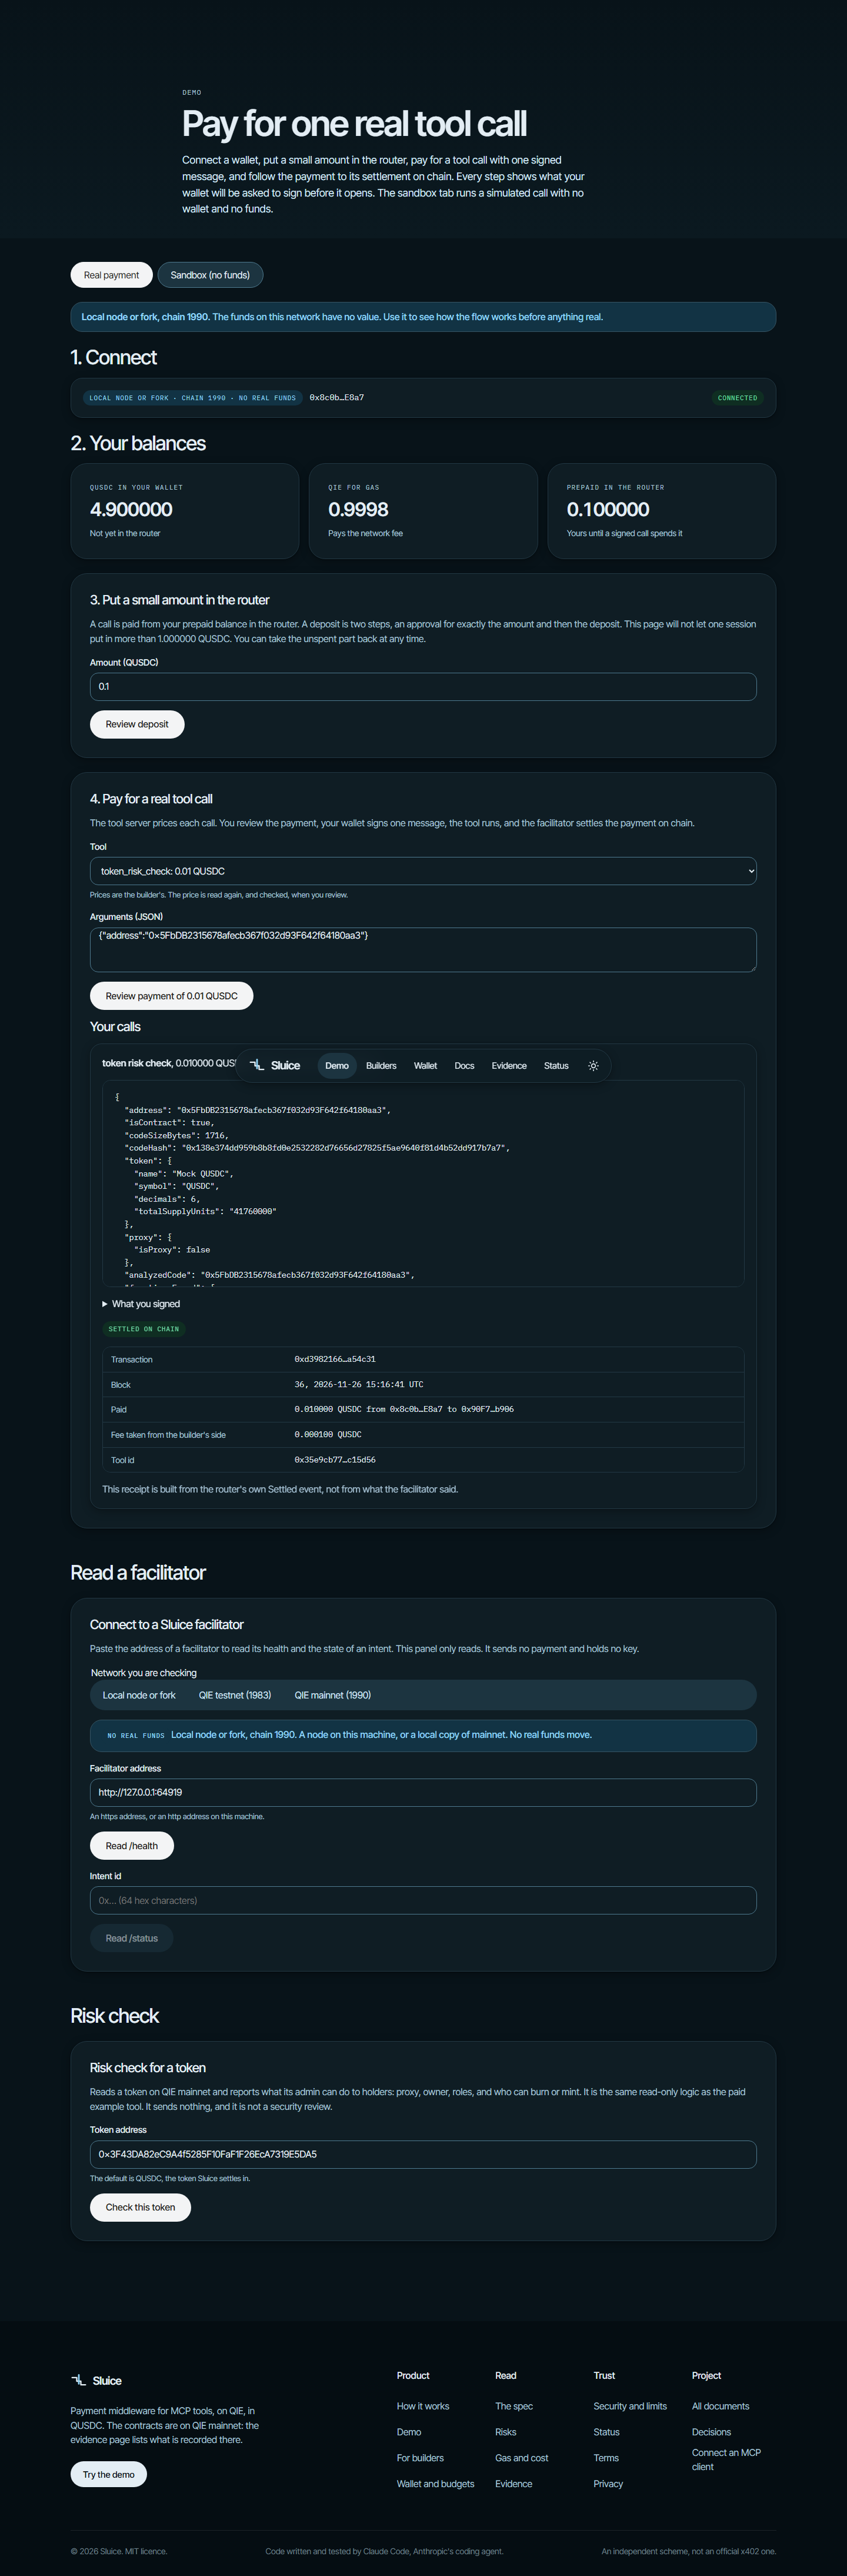 DEMO
Pay for one real tool call
Connect a wallet, put a small amount in the router, pay for a tool call with one signed
message, and follow the payment to its settlement on chain. Every step shows what your
wallet will be asked to sign before it opens. The sandbox tab runs a simulated call with no
wallet and no funds.
Real payment
Sandbox (no funds)
Local node or fork, chain 1990. The funds on this network have no value. Use it to see how the flow works before anything real.
1. Connect
LOCAL NODE OR FORK · CHAIN 1990 · NO REAL FUNDS 0x8c0b…E8a7
CONNECTED
2. Your balances
QUSDC IN YOUR WALLET
4.900000
Not yet in the router
QIE FOR GAS
0.9998
Pays the network fee
PREPAID IN THE ROUTER
0.100000
Yours until a signed call spends it
3. Put a small amount in the router
A call is paid from your prepaid balance in the router. A deposit is two steps, an approval for exactly the amount and then the deposit. This page will not let one session
put in more than 1.000000 QUSDC. You can take the unspent part back at any time.
Amount (QUSDC)
0.1
Review deposit
4. Pay for a real tool call
The tool server prices each call. You review the payment, your wallet signs one message, the tool runs, and the facilitator settles the payment on chain.
Tool
token_risk_check: 0.01 QUSDC
Prices are the builder's. The price is read again, and checked, when you review.
Arguments (JSON)
{"address":"0x5FbDB2315678afecb367f032d93F642f64180aa3"}
Review payment of 0.01 QUSDC
Your calls
token risk check, 0.010000
Sluice
Demo
Builders
Wallet
Docs
Evidence
Status
{
"address": "0x5FbDB2315678afecb367f032d93F642f64180aa3",
"isContract": true,
"codeSizeBytes": 1716,
"codeHash": "0x138e374dd959b8b8fd0e2532282d76656d27825f5ae9640f81d4b52dd917b7a7",
"token": {
"name": "Mock QUSDC",
"symbol": "QUSDC",
"decimals": 6,
"totalSupplyUnits": "41760000"
},
"proxy": {
"isProxy": false
},
"analyzedCode": "0x5FbDB2315678afecb367f032d93F642f64180aa3",
What you signed
SETTLED ON CHAIN
Transaction
0xd3982166…a54c31
Block
36, 2026-11-26 15:16:41 UTC
Paid
0.010000 QUSDC from 0x8c0b…E8a7 to 0x90F7…b906
Fee taken from the builder's side
0.000100 QUSDC
Tool id
0x35e9cb77…c15d56
This receipt is built from the router's own Settled event, not from what the facilitator said.
Read a facilitator
Connect to a Sluice facilitator
Paste the address of a facilitator to read its health and the state of an intent. This panel only reads. It sends no payment and holds no key.
Network you are checking
Local node or fork
QIE testnet (1983)
QIE mainnet (1990)
NO REAL FUNDS Local node or fork, chain 1990. A node on this machine, or a local copy of mainnet. No real funds move.
Facilitator address
http://127.0.0.1:64919
An https address, or an http address on this machine.
Read /health
Intent id
0x… (64 hex characters)
Read /status
Risk check
Risk check for a token
Reads a token on QIE mainnet and reports what its admin can do to holders: proxy, owner, roles, and who can burn or mint. It is the same read-only logic as the paid
example tool. It sends nothing, and it is not a security review.
Token address
0x3F43DA82eC9A4f5285F10FaF1F26EcA7319E5DA5
The default is QUSDC, the token Sluice settles in.
Check this token
Sluice
Payment middleware for MCP tools, on QIE, in
QUSDC. The contracts are on QIE mainnet: the
evidence page lists what is recorded there.
Try the demo
Product
How it works
Demo
For builders
Wallet and budgets
Read
The spec
Risks
Gas and cost
Evidence
Trust
Security and limits
Status
Terms
Privacy
Project
All documents
Decisions
Connect an MCP
client
© 2026 Sluice. MIT licence.
Code written and tested by Claude Code, Anthropic's coding agent.
An independent scheme, not an official x402 one.